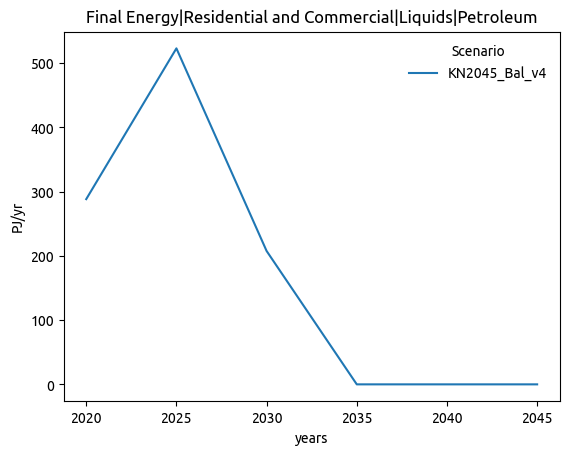 Final Energy|Residential and Commercial|Liquids|Petroleum
Scenario
KN2045_Bal_v4
500
400
300
200
100
0
PJ/yr
2020 2025 2030 2035 2040 2045
years